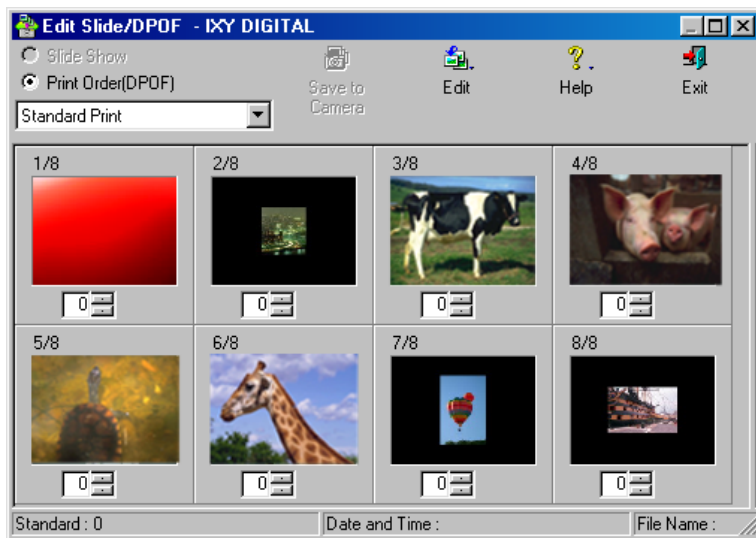 Edit Slide/DPOF - IXY DIGITAL
Slide Show
Print Order(DPOF)
Standard Print
Save to
Camera
Edit
Help
Exit
1/8
2/8
3/8
4/8
0
0
0
0
5/8
6/8
7/8
8/8
0
0
0
0
Standard : 0
Date and Time :
File Name :